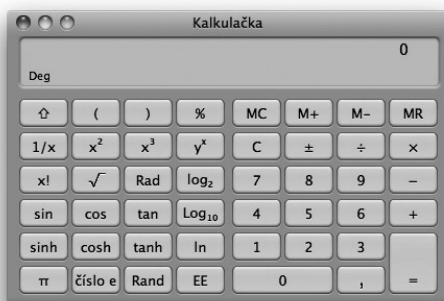 Kalkulačka
0
Deg
⇧ ( ) % MC M+ M- MR
1/x x² x³ yˣ C ± ÷ ×
x! √ Rad log₂ 7 8 9 −
sin cos tan Log₁₀ 4 5 6 +
sinh cosh tanh ln 1 2 3
π číslo e Rand EE 0 , =